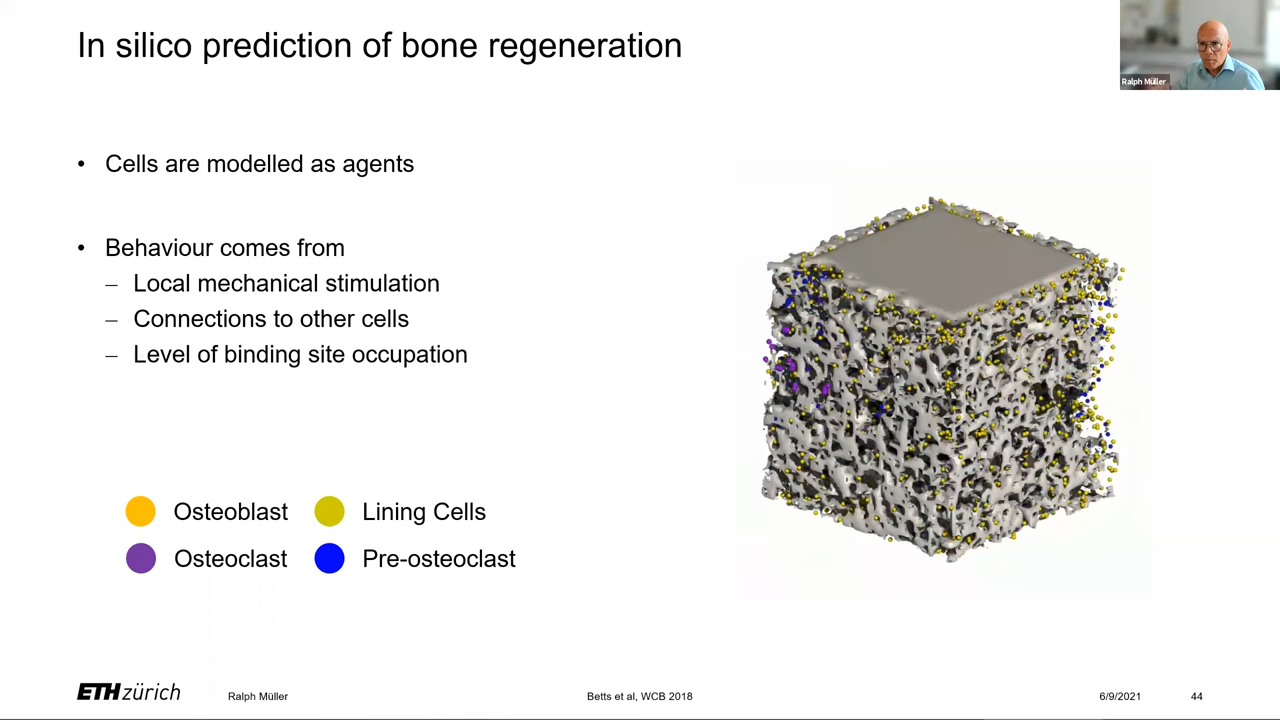 In silico prediction of bone regeneration
Ralph Müller
• Cells are modelled as agents
• Behaviour comes from
– Local mechanical stimulation
– Connections to other cells
– Level of binding site occupation
Osteoblast
Lining Cells
Osteoclast
Pre-osteoclast
ETH zürich
Ralph Müller
Betts et al, WCB 2018
6/9/2021
44